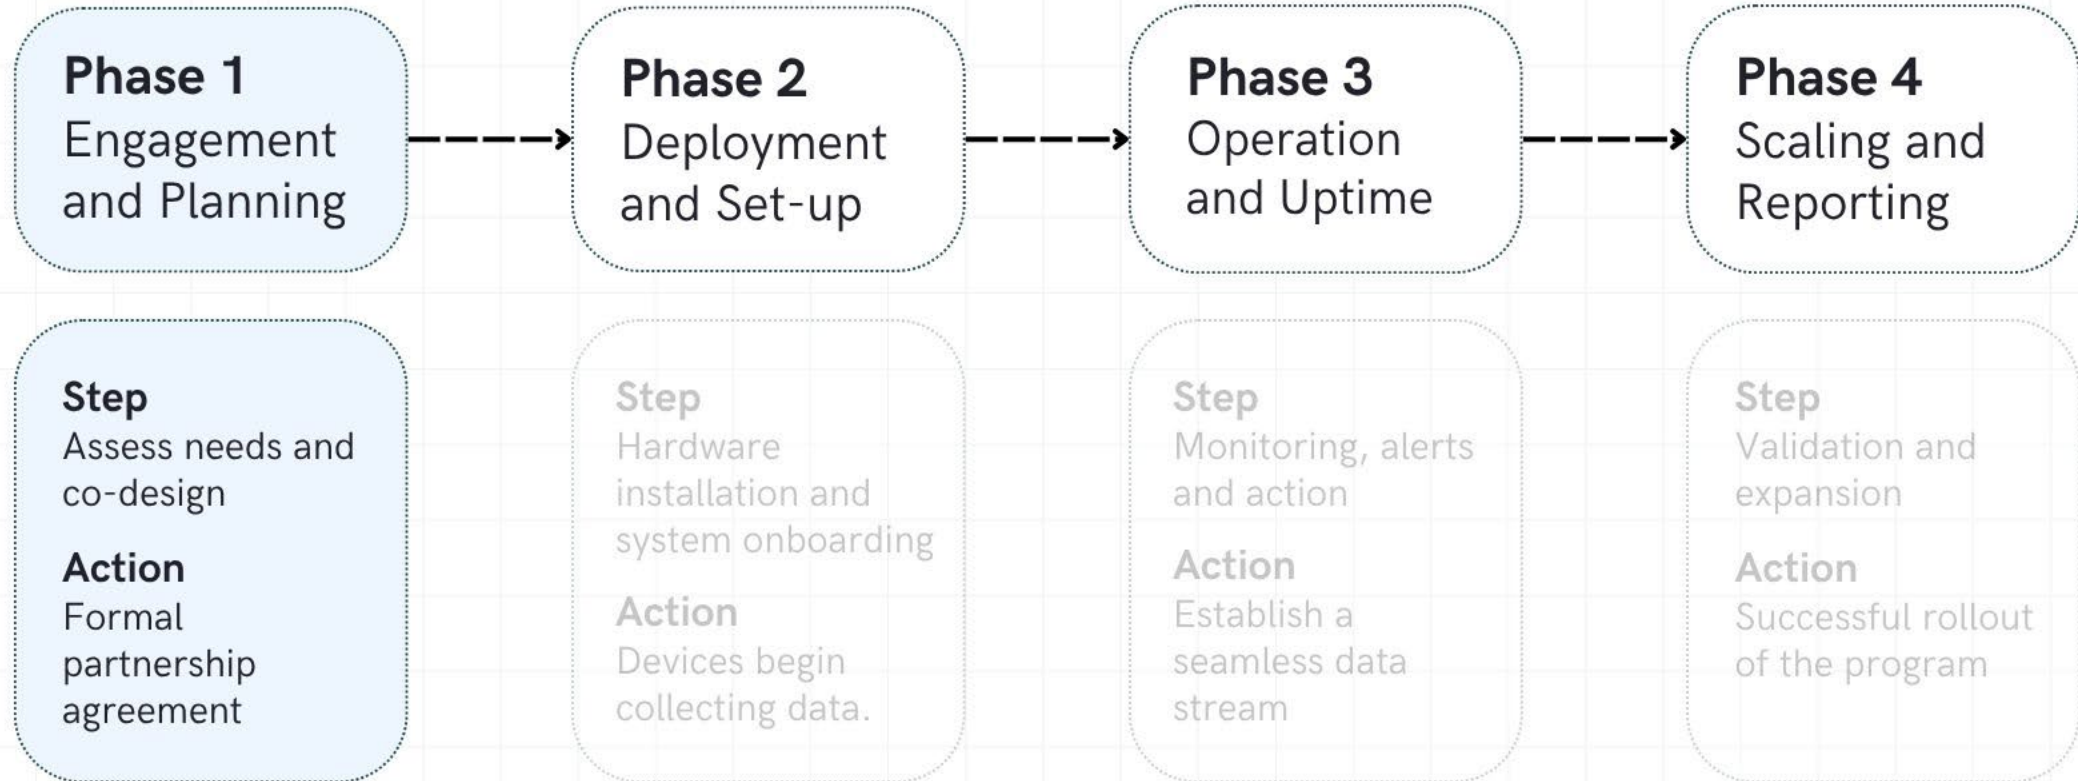 Phase 1
Engagement
and Planning
Phase 2
Deployment
and Set-up
Phase 3
Operation
and Uptime
Phase 4
Scaling and
Reporting
Step
Assess needs and
co-design
Action
Formal
partnership
agreement
Step
Hardware
installation and
system onboarding
Action
Devices begin
collecting data.
Step
Monitoring, alerts
and action
Action
Establish a
seamless data
stream
Step
Validation and
expansion
Action
Successful rollout
of the program